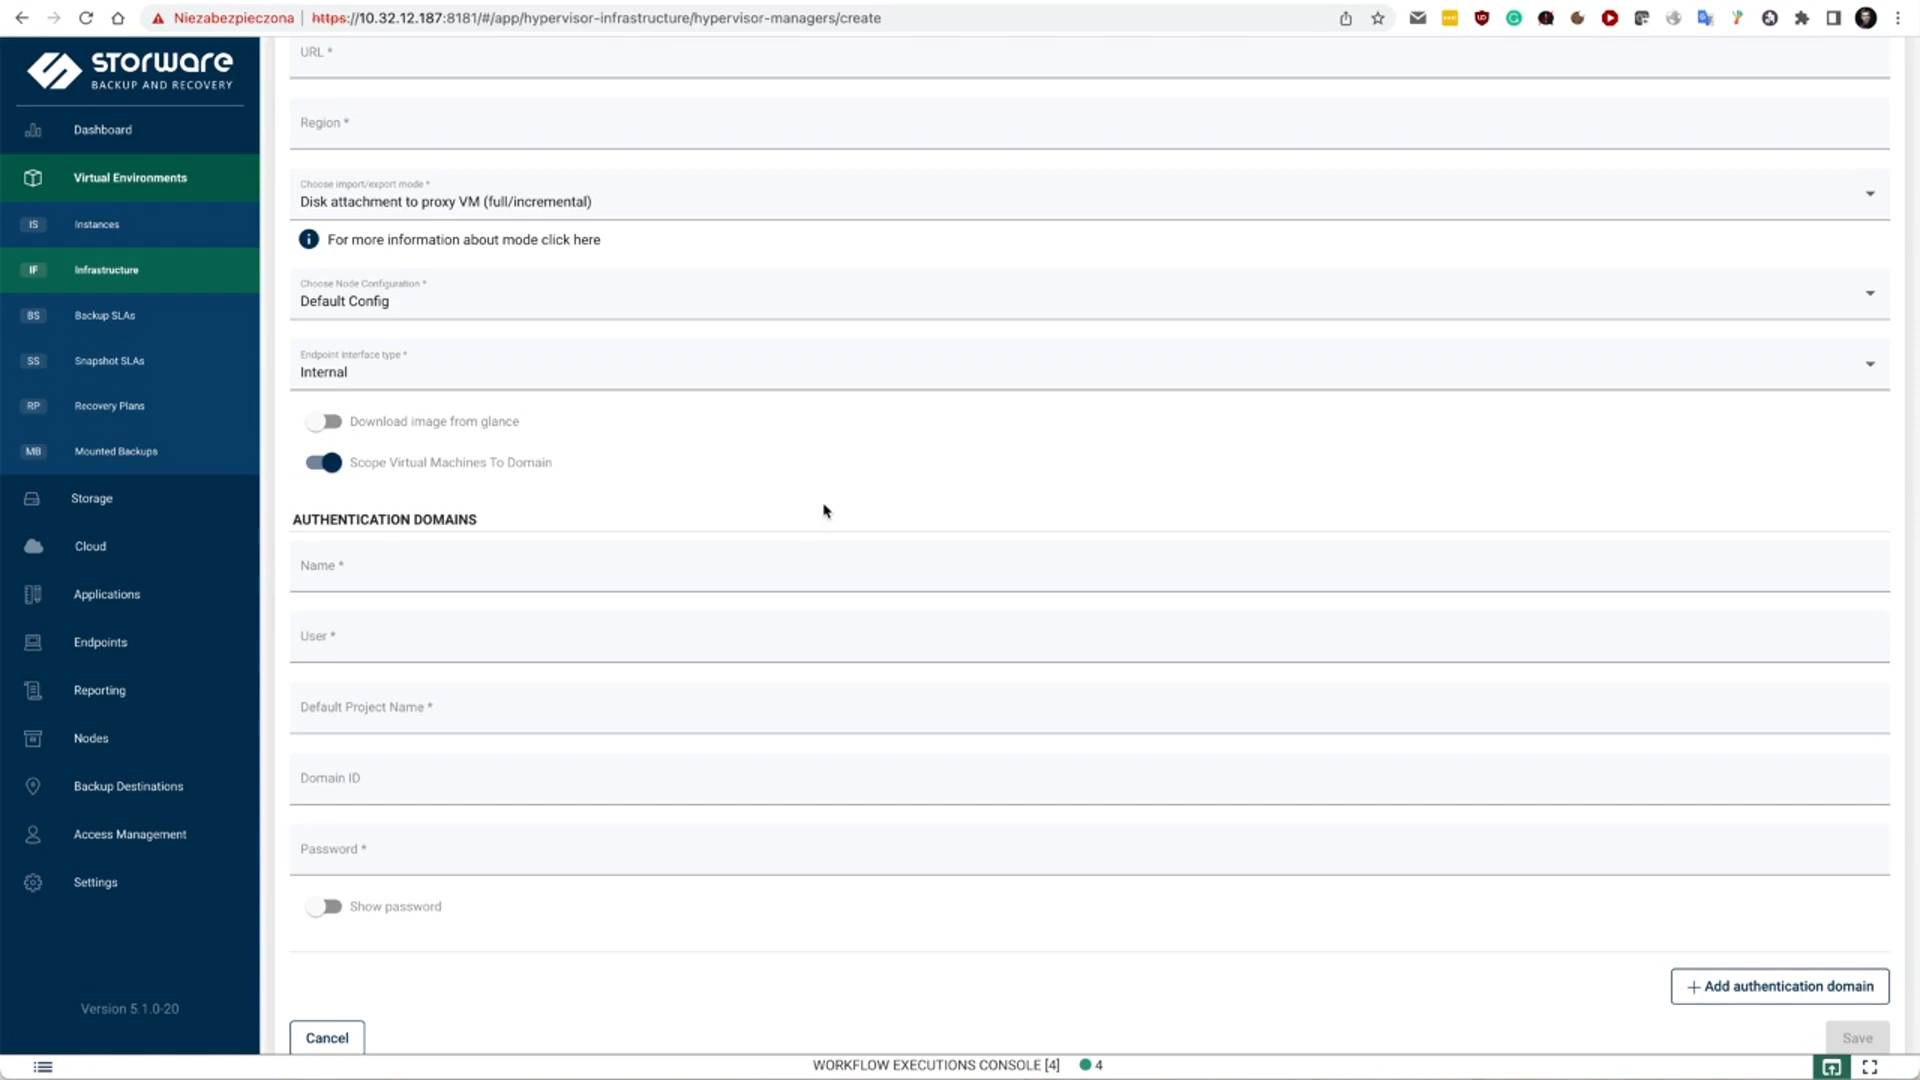 Niezabezpieczona
https://10.32.12.187:8181/#/app/hypervisor-infrastructure/hypervisor-managers/create
STORWARE
BACKUP AND RECOVERY
Dashboard
Virtual Environments
IS Instances
IF Infrastructure
BS Backup SLAs
SS Snapshot SLAs
RP Recovery Plans
MB Mounted Backups
Storage
Cloud
Applications
Endpoints
Reporting
Nodes
Backup Destinations
Access Management
Settings
Version 5.1.0-20
URL *
Region *
Choose import/export mode *
Disk attachment to proxy VM (full/incremental)
For more information about mode click here
Choose Node Configuration *
Default Config
Endpoint interface type *
Internal
Download image from glance
Scope Virtual Machines To Domain
AUTHENTICATION DOMAINS
Name *
User *
Default Project Name *
Domain ID
Password *
Show password
Add authentication domain
Cancel
Save
WORKFLOW EXECUTIONS CONSOLE [4] 4